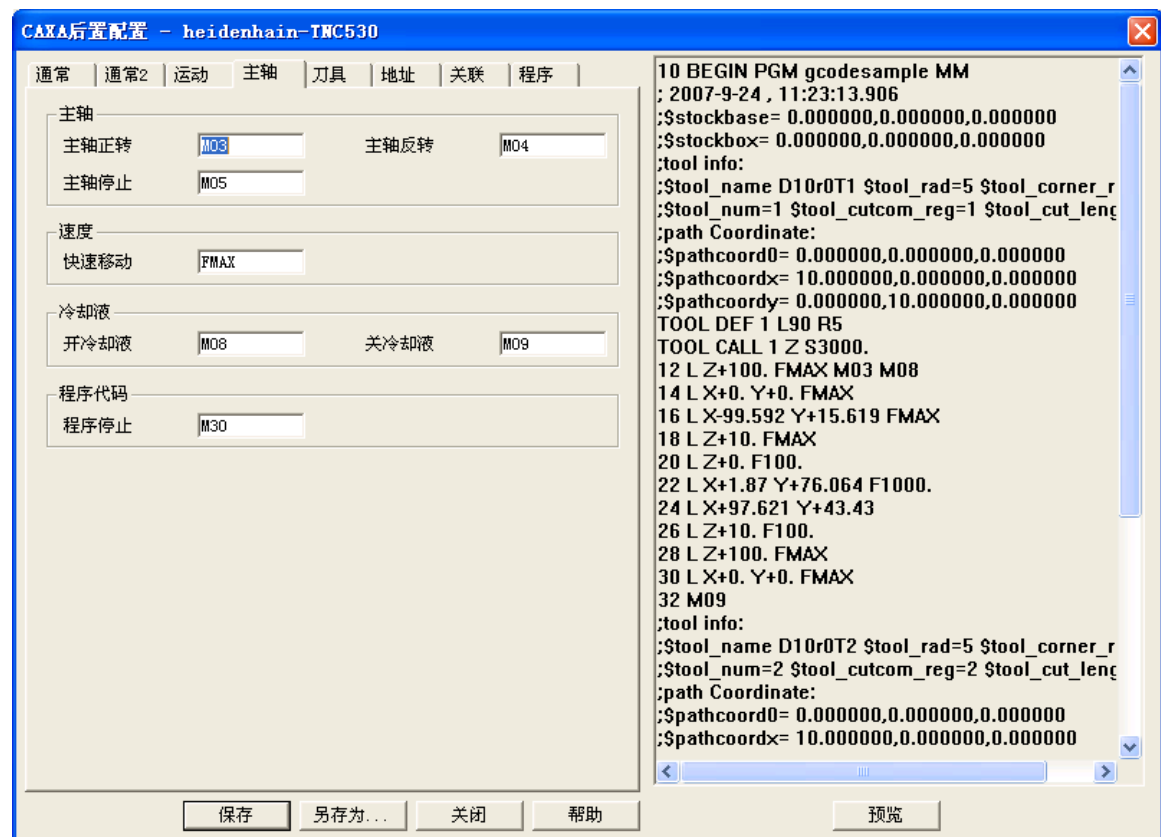 CAXA后置配置 - heidenhain-TNC530
通常 通常2 运动 主轴 刀具 地址 关联 程序
主轴
主轴正转 M03 主轴反转 M04
主轴停止 M05
速度
快速移动 FMAX
冷却液
开冷却液 M08 关冷却液 M09
程序代码
程序停止 M30
10 BEGIN PGM gcodesample MM
; 2007-9-24 , 11:23:13.906
;$stockbase= 0.000000,0.000000,0.000000
;$stockbox= 0.000000,0.000000,0.000000
;tool info:
;$tool_name D10r0T1 $tool_rad=5 $tool_corner_r
;$tool_num=1 $tool_cutcom_reg=1 $tool_cut_leng
;path Coordinate:
;$pathcoord0= 0.000000,0.000000,0.000000
;$pathcoordx= 10.000000,0.000000,0.000000
;$pathcoordy= 0.000000,10.000000,0.000000
TOOL DEF 1 L90 R5
TOOL CALL 1 Z S3000.
12 L Z+100. FMAX M03 M08
14 L X+0. Y+0. FMAX
16 L X-99.592 Y+15.619 FMAX
18 L Z+10. FMAX
20 L Z+0. F100.
22 L X+1.87 Y+76.064 F1000.
24 L X+97.621 Y+43.43
26 L Z+10. F100.
28 L Z+100. FMAX
30 L X+0. Y+0. FMAX
32 M09
;tool info:
;$tool_name D10r0T2 $tool_rad=5 $tool_corner_r
;$tool_num=2 $tool_cutcom_reg=2 $tool_cut_leng
;path Coordinate:
;$pathcoord0= 0.000000,0.000000,0.000000
;$pathcoordx= 10.000000,0.000000,0.000000
保存 另存为... 关闭 帮助 预览